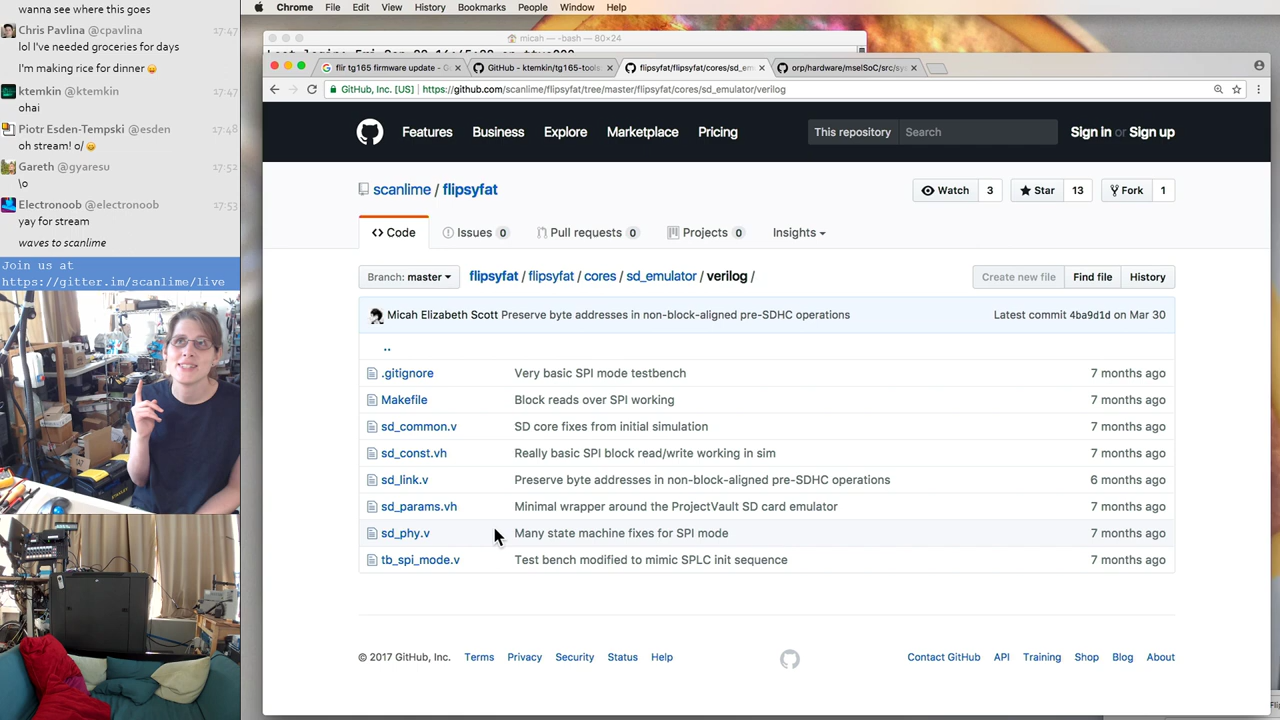 wanna see where this goes
Chris Pavlina @cpavlina 17:47
lol I've needed groceries for days
I'm making rice for dinner
ktemkin @ktemkin 17:47
ohai
Piotr Esden-Tempski @esden 17:48
oh stream! o/
Gareth @gyaresu 17:52
\o
Electronoob @electronoob 17:53
yay for stream
waves to scanlime
Join us at
https://gitter.im/scanlime/live
Chrome File Edit View History Bookmarks People Window Help
micah — -bash — 80×24
flir tg165 firmware update - G
GitHub - ktemkin/tg165-tools
flipsyfat/flipsyfat/cores/sd_em
orp/hardware/mselSoC/src/sys
GitHub, Inc. [US] https://github.com/scanlime/flipsyfat/tree/master/flipsyfat/cores/sd_emulator/verilog
Features Business Explore Marketplace Pricing This repository Search Sign in or Sign up
scanlime / flipsyfat Watch 3 Star 13 Fork 1
<> Code Issues 0 Pull requests 0 Projects 0 Insights
Branch: master flipsyfat / flipsyfat / cores / sd_emulator / verilog / Create new file Find file History
Micah Elizabeth Scott Preserve byte addresses in non-block-aligned pre-SDHC operations Latest commit 4ba9d1d on Mar 30
..
.gitignore Very basic SPI mode testbench 7 months ago
Makefile Block reads over SPI working 7 months ago
sd_common.v SD core fixes from initial simulation 7 months ago
sd_const.vh Really basic SPI block read/write working in sim 7 months ago
sd_link.v Preserve byte addresses in non-block-aligned pre-SDHC operations 6 months ago
sd_params.vh Minimal wrapper around the ProjectVault SD card emulator 7 months ago
sd_phy.v Many state machine fixes for SPI mode 7 months ago
tb_spi_mode.v Test bench modified to mimic SPLC init sequence 7 months ago
© 2017 GitHub, Inc. Terms Privacy Security Status Help Contact GitHub API Training Shop Blog About